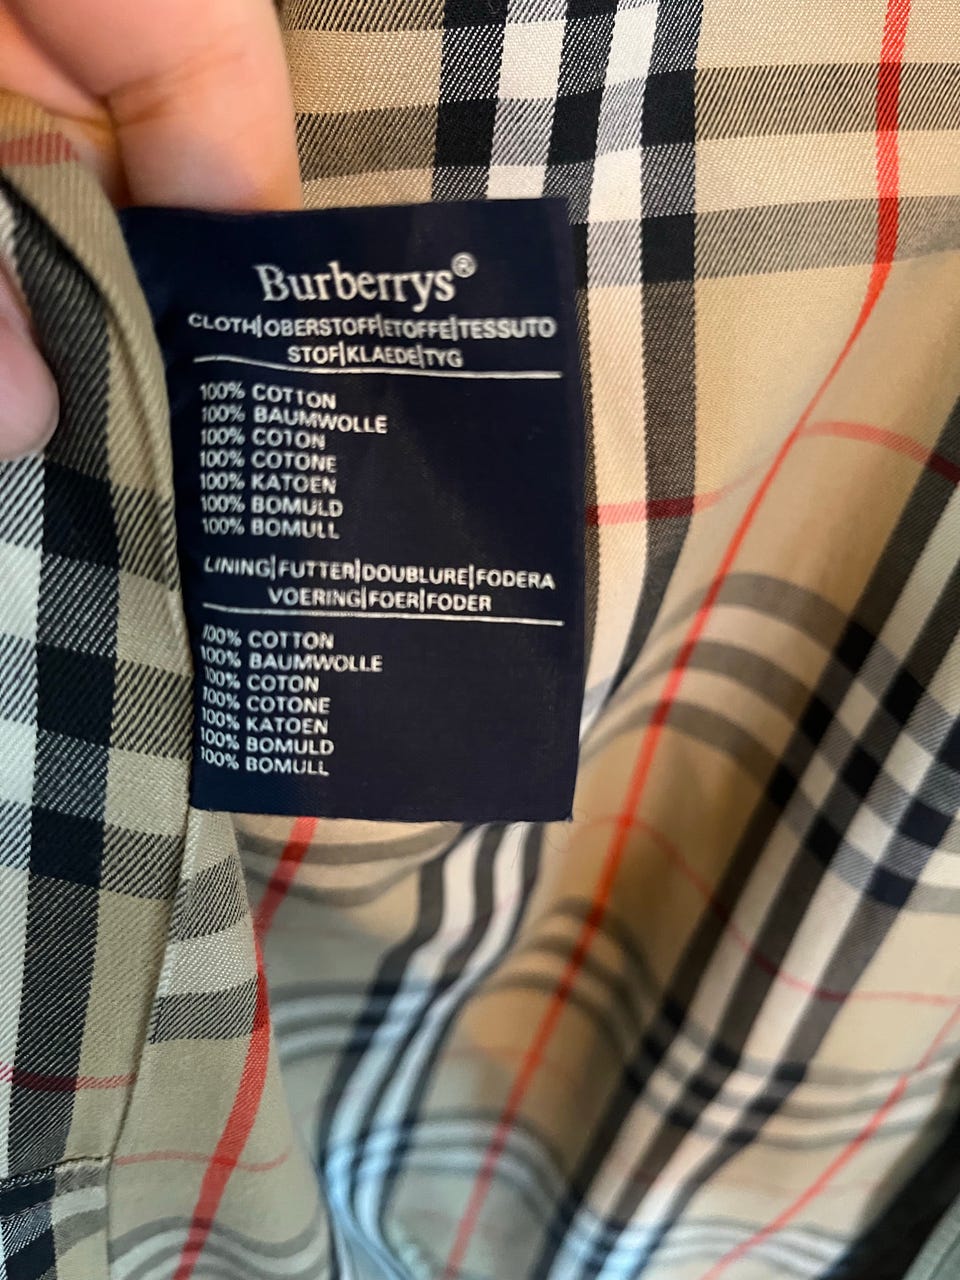 Burberrys®
CLOTH|OBERSTOFF|ETOFFE|TESSUTO
STOF|KLAEDE|TYG
100% COTTON
100% BAUMWOLLE
100% COTON
100% COTONE
100% KATOEN
100% BOMULD
100% BOMULL
LINING|FUTTER|DOUBLURE|FODERA
VOERING|FOER|FODER
100% COTTON
100% BAUMWOLLE
100% COTON
100% COTONE
100% KATOEN
100% BOMULD
100% BOMULL